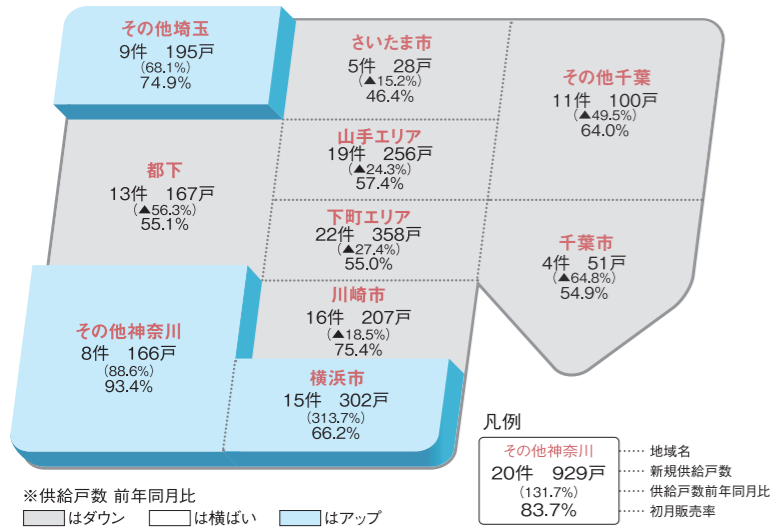 その他埼玉
9件 195戸
(68.1%)
74.9%
さいたま市
5件 28戸
(▲15.2%)
46.4%
その他千葉
11件 100戸
(▲49.5%)
64.0%
都下
13件 167戸
(▲56.3%)
55.1%
山手エリア
19件 256戸
(▲24.3%)
57.4%
下町エリア
22件 358戸
(▲27.4%)
55.0%
千葉市
4件 51戸
(▲64.8%)
54.9%
その他神奈川
8件 166戸
(88.6%)
93.4%
川崎市
16件 207戸
(▲18.5%)
75.4%
横浜市
15件 302戸
(313.7%)
66.2%
凡例
その他神奈川 地域名
20件 929戸 新規供給戸数
(131.7%) 供給戸数前年同月比
83.7% 初月販売率
※供給戸数 前年同月比
はダウン は横ばい はアップ